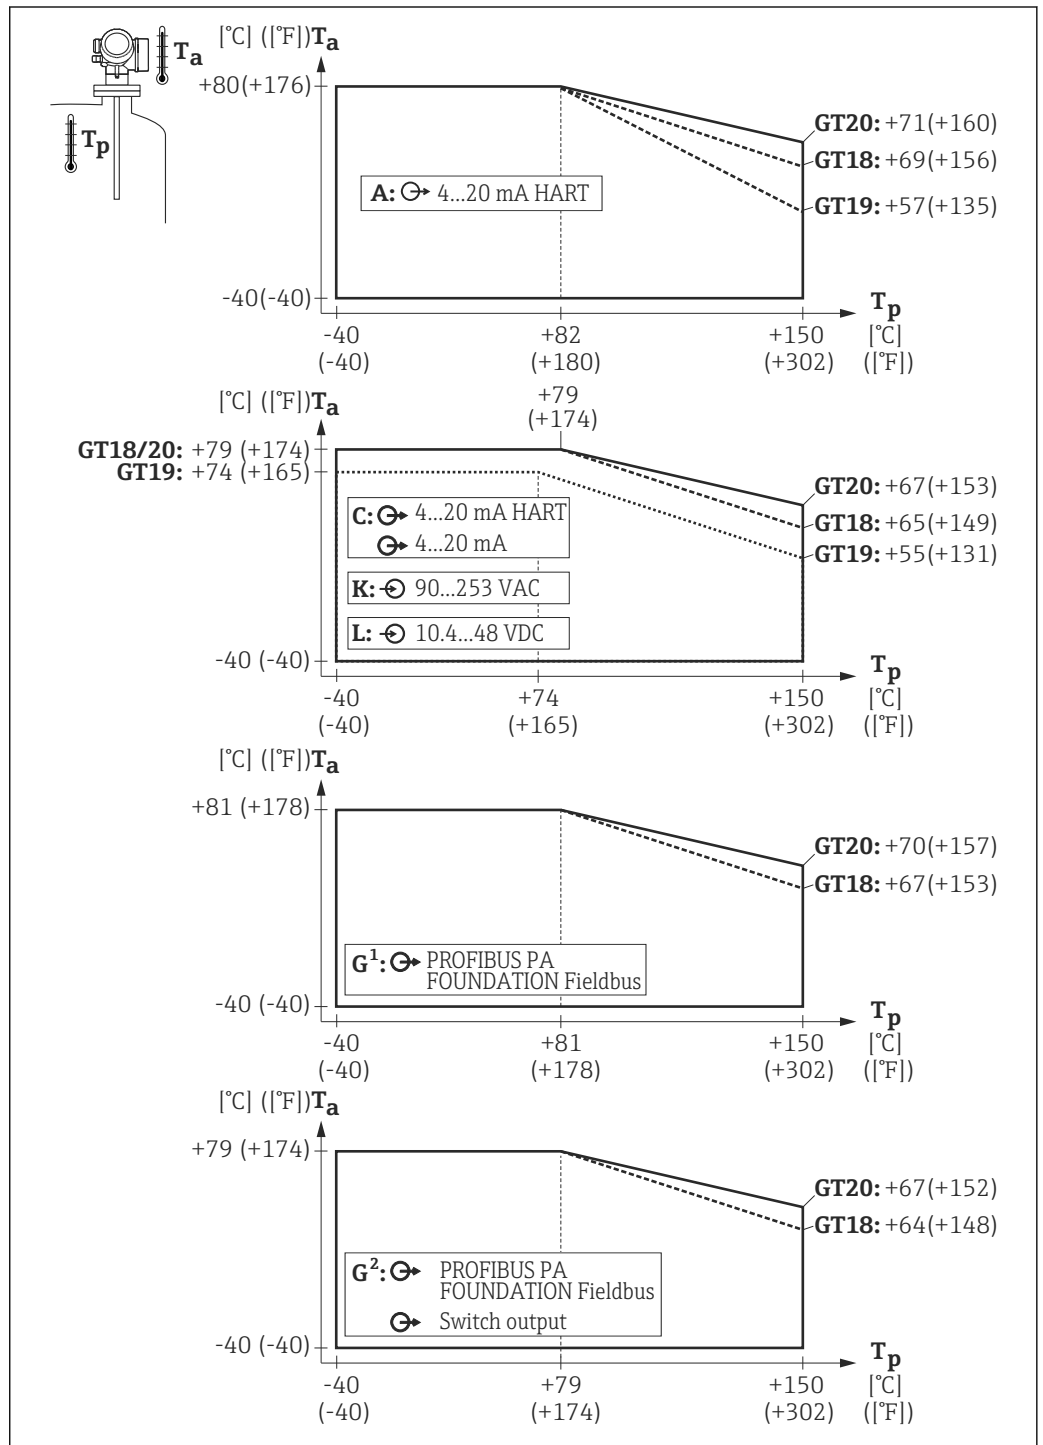 [°C] ([°F]) Ta
Ta
Tp
+80(+176)
GT20: +71(+160)
GT18: +69(+156)
GT19: +57(+135)
A: 4...20 mA HART
-40(-40)
Tp
-40 +82 +150 [°C]
(-40) (+180) (+302) ([°F])
[°C] ([°F]) Ta
+79
(+174)
GT18/20: +79 (+174)
GT19: +74 (+165)
GT20: +67(+153)
GT18: +65(+149)
GT19: +55(+131)
C: 4...20 mA HART
4...20 mA
K: 90...253 VAC
L: 10.4...48 VDC
-40 (-40)
Tp
-40 +74 +150 [°C]
(-40) (+165) (+302) ([°F])
[°C] ([°F]) Ta
+81 (+178)
GT20: +70(+157)
GT18: +67(+153)
G1: PROFIBUS PA
FOUNDATION Fieldbus
-40 (-40)
Tp
-40 +81 +150 [°C]
(-40) (+178) (+302) ([°F])
[°C] ([°F]) Ta
+79 (+174)
GT20: +67(+152)
GT18: +64(+148)
G2: PROFIBUS PA
FOUNDATION Fieldbus
Switch output
-40 (-40)
Tp
-40 +79 +150 [°C]
(-40) (+174) (+302) ([°F])